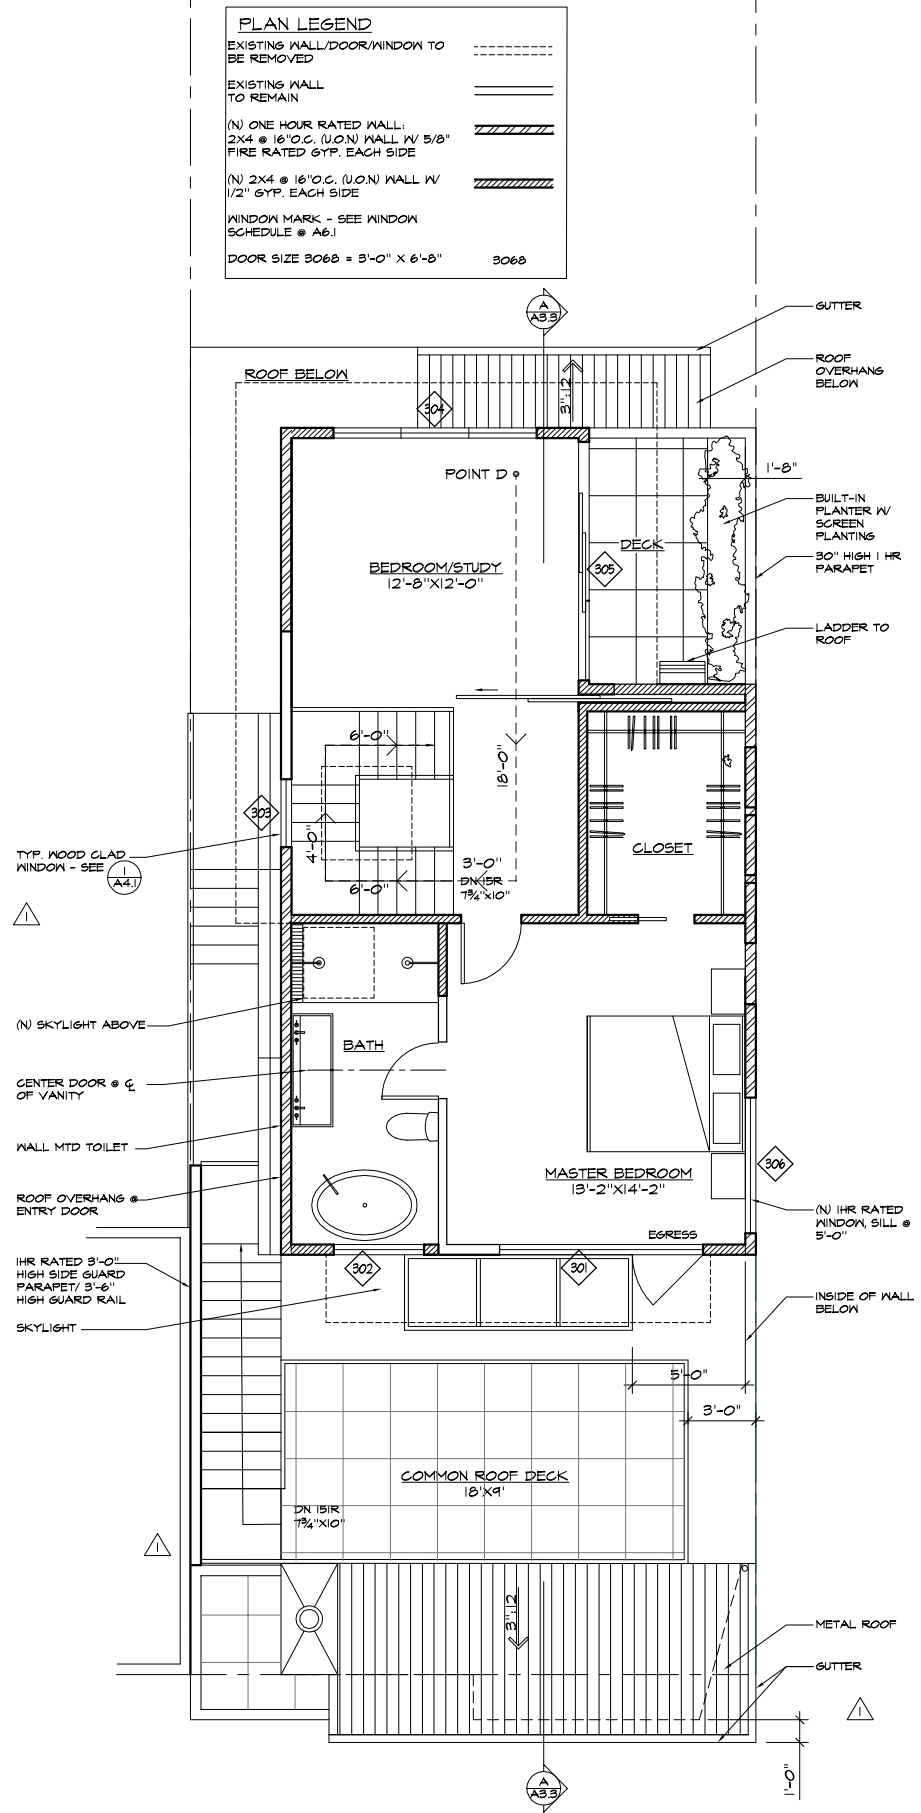 PLAN LEGEND
EXISTING WALL/DOOR/WINDOW TO
BE REMOVED
EXISTING WALL
TO REMAIN
(N) ONE HOUR RATED WALL:
2X4 @ 16"O.C. (U.O.N) WALL W/ 5/8"
FIRE RATED GYP. EACH SIDE
(N) 2X4 @ 16"O.C. (U.O.N) WALL W/
1/2" GYP. EACH SIDE
WINDOW MARK - SEE WINDOW
SCHEDULE @ A6.1
DOOR SIZE 3068 = 3'-0" X 6'-8"
3068
A
A3.3
GUTTER
ROOF
OVERHANG
BELOW
ROOF BELOW
3":12
304
POINT D
1'-8"
BUILT-IN
PLANTER W/
SCREEN
PLANTING
DECK
30" HIGH 1 HR
PARAPET
BEDROOM/STUDY
12'-8"X12'-0"
305
LADDER TO
ROOF
6'-0"
18'-0"
303
4'-0"
CLOSET
TYP. WOOD CLAD
WINDOW - SEE
1
A4.1
3'-0"
DN 15R
7¾"X10"
6'-0"
1
(N) SKYLIGHT ABOVE
BATH
CENTER DOOR @ ℄
OF VANITY
WALL MTD TOILET
MASTER BEDROOM
13'-2"X14'-2"
306
ROOF OVERHANG @
ENTRY DOOR
(N) 1HR RATED
WINDOW, SILL @
5'-0"
EGRESS
1HR RATED 3'-0"
HIGH SIDE GUARD
PARAPET/ 3'-6"
HIGH GUARD RAIL
302
301
INSIDE OF WALL
BELOW
SKYLIGHT
5'-0"
3'-0"
COMMON ROOF DECK
18'X9'
DN 15R
7¾"X10"
1
3":12
METAL ROOF
GUTTER
1
1'-0"
A
A3.3